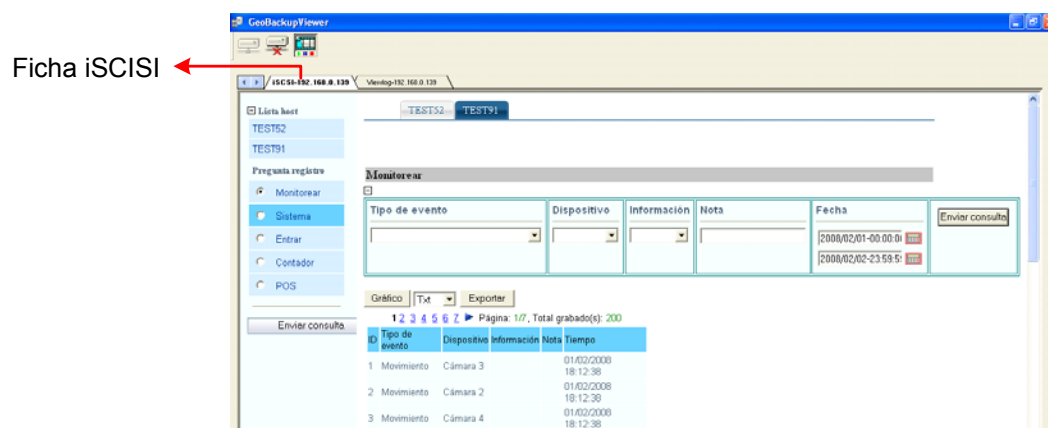 GeoBackupViewer
Ficha iSCISI
iSCSI-192.168.0.139
Viewlog-192.168.0.139
Lista host
TEST52
TEST91
Pregunta registro
Monitorear
Sistema
Entrar
Contador
POS
Enviar consulta
TEST52 TEST91
Monitorear
Tipo de evento Dispositivo Información Nota Fecha
2008/02/01-00:00:0
2008/02/02-23:59:5
Enviar consulta
Gráfico Txt Exportar
1 2 3 4 5 6 7 Página: 1/7, Total grabado(s): 200
ID Tipo de evento Dispositivo Información Nota Tiempo
1 Movimiento Cámara 3 01/02/2008 18:12:38
2 Movimiento Cámara 2 01/02/2008 18:12:38
3 Movimiento Cámara 4 01/02/2008 18:12:38